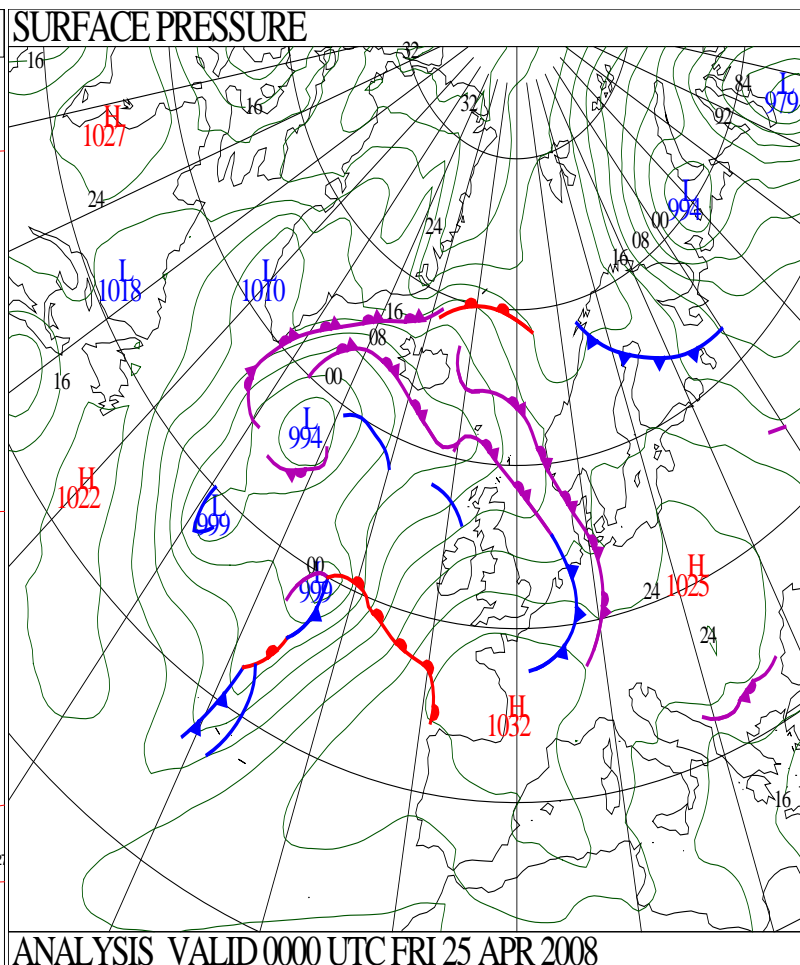 SURFACE PRESSURE
32
16
L
84
979
32
16
92
H
1027
L
994
24
00
24
08
16
L
1018
L
1010
16
08
16
00
L
994
H
1022
L
999
00
L
999
H
1025
24
24
H
1032
16
ANALYSIS VALID 0000 UTC FRI 25 APR 2008